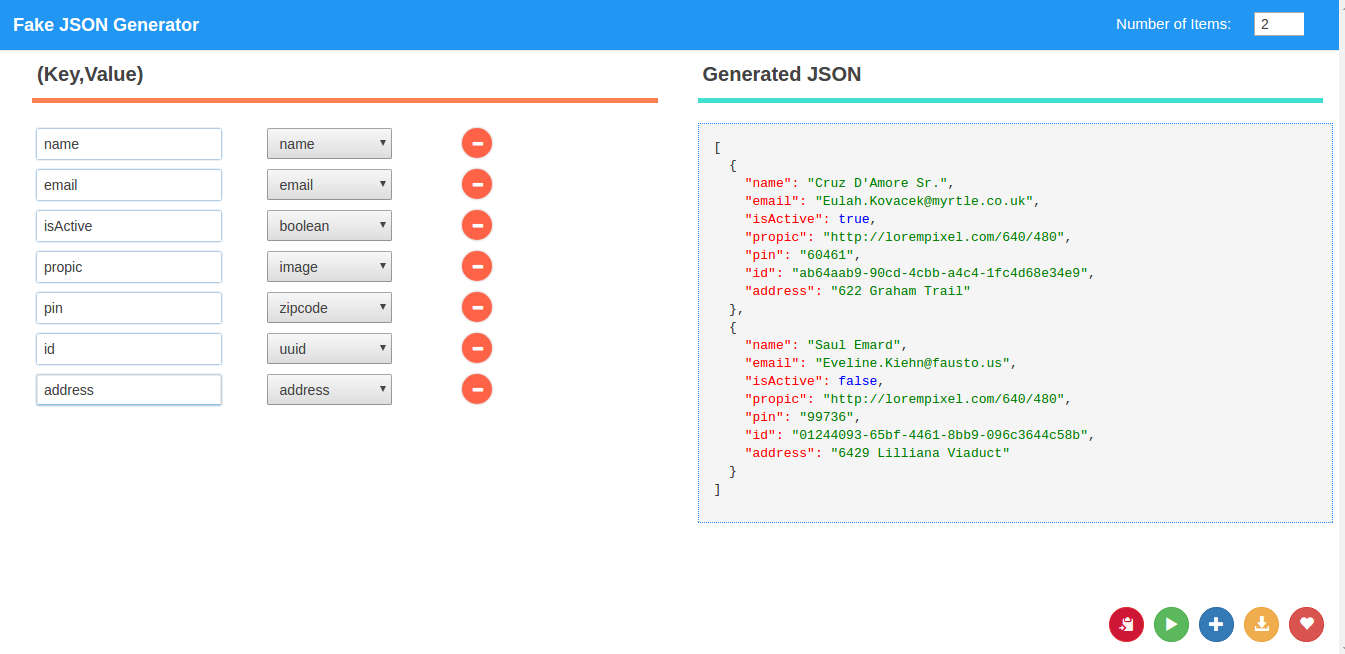 Fake JSON Generator
Number of Items: 2
(Key,Value)
name name
email email
isActive boolean
propic image
pin zipcode
id uuid
address address
Generated JSON
[
  {
    "name": "Cruz D'Amore Sr.",
    "email": "Eulah.Kovacek@myrtle.co.uk",
    "isActive": true,
    "propic": "http://lorempixel.com/640/480",
    "pin": "60461",
    "id": "ab64aab9-90cd-4cbb-a4c4-1fc4d68e34e9",
    "address": "622 Graham Trail"
  },
  {
    "name": "Saul Emard",
    "email": "Eveline.Kiehn@fausto.us",
    "isActive": false,
    "propic": "http://lorempixel.com/640/480",
    "pin": "99736",
    "id": "01244093-65bf-4461-8bb9-096c3644c58b",
    "address": "6429 Lilliana Viaduct"
  }
]